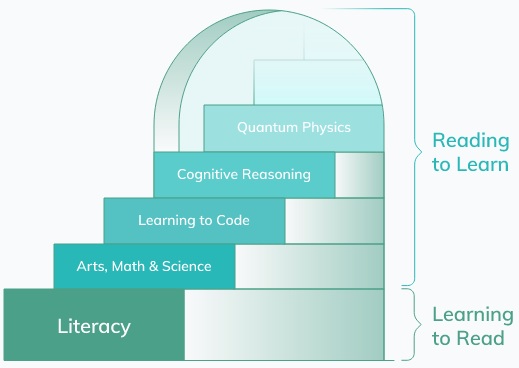 Quantum Physics
Cognitive Reasoning
Learning to Code
Arts, Math & Science
Literacy
Reading
to Learn
Learning
to Read